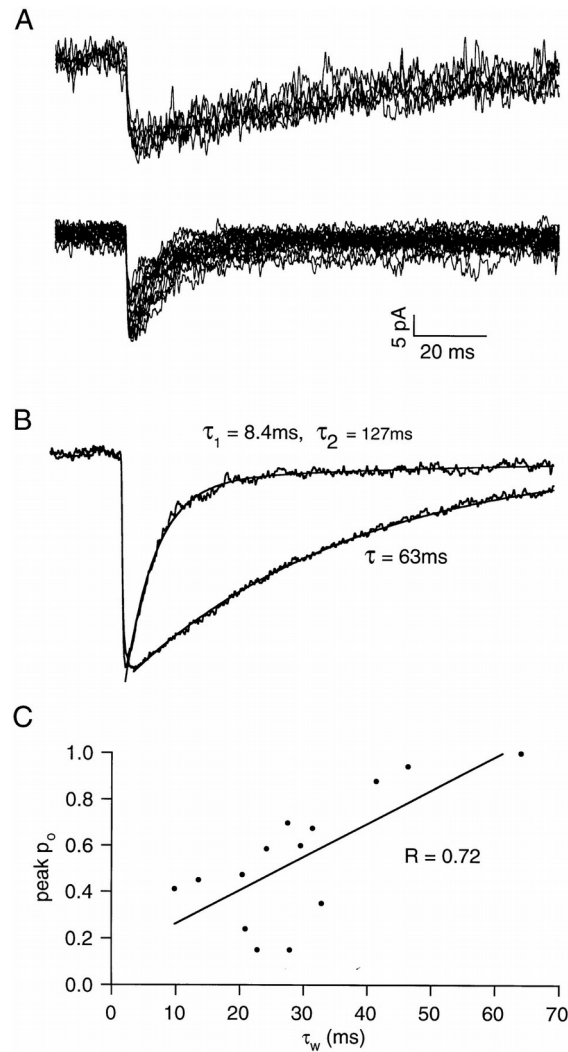 A
5 pA
20 ms
B
τ1 = 8.4ms, τ2 = 127ms
τ = 63ms
C
1.0
0.8
0.6
0.4
0.2
0.0
peak po
R = 0.72
0 10 20 30 40 50 60 70
τw (ms)